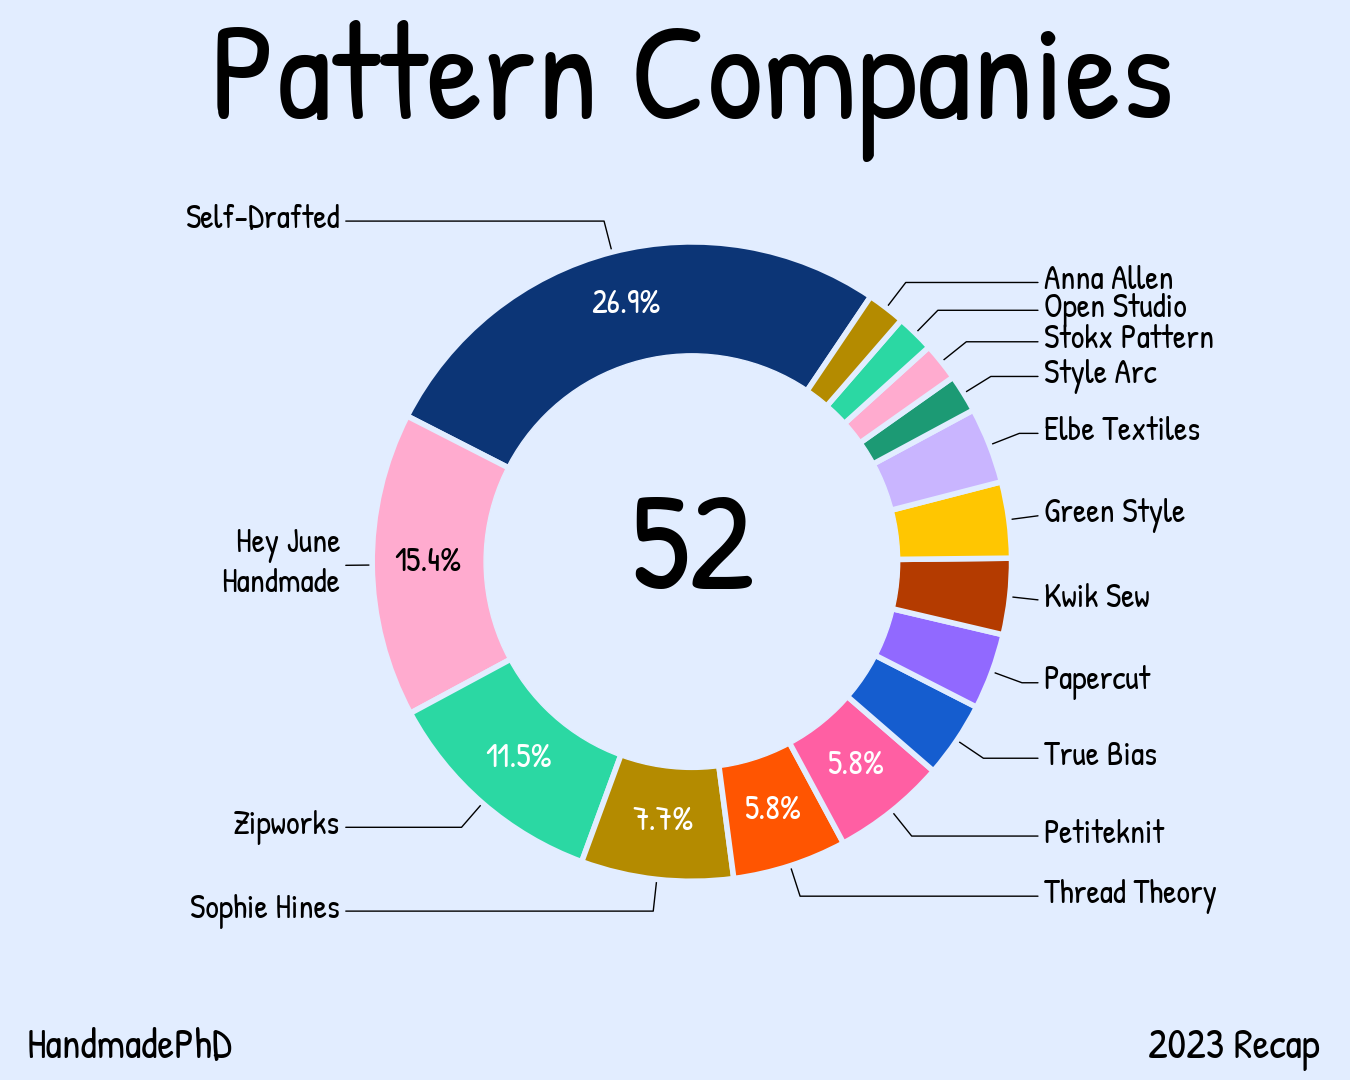 Pattern Companies
Self-Drafted
26.9%
Anna Allen
Open Studio
Stokx Pattern
Style Arc
Elbe Textiles
Green Style
Kwik Sew
Papercut
True Bias
Petiteknit
5.8%
Thread Theory
5.8%
Sophie Hines
7.7%
Zipworks
11.5%
Hey June
Handmade
15.4%
52
HandmadePhD
2023 Recap